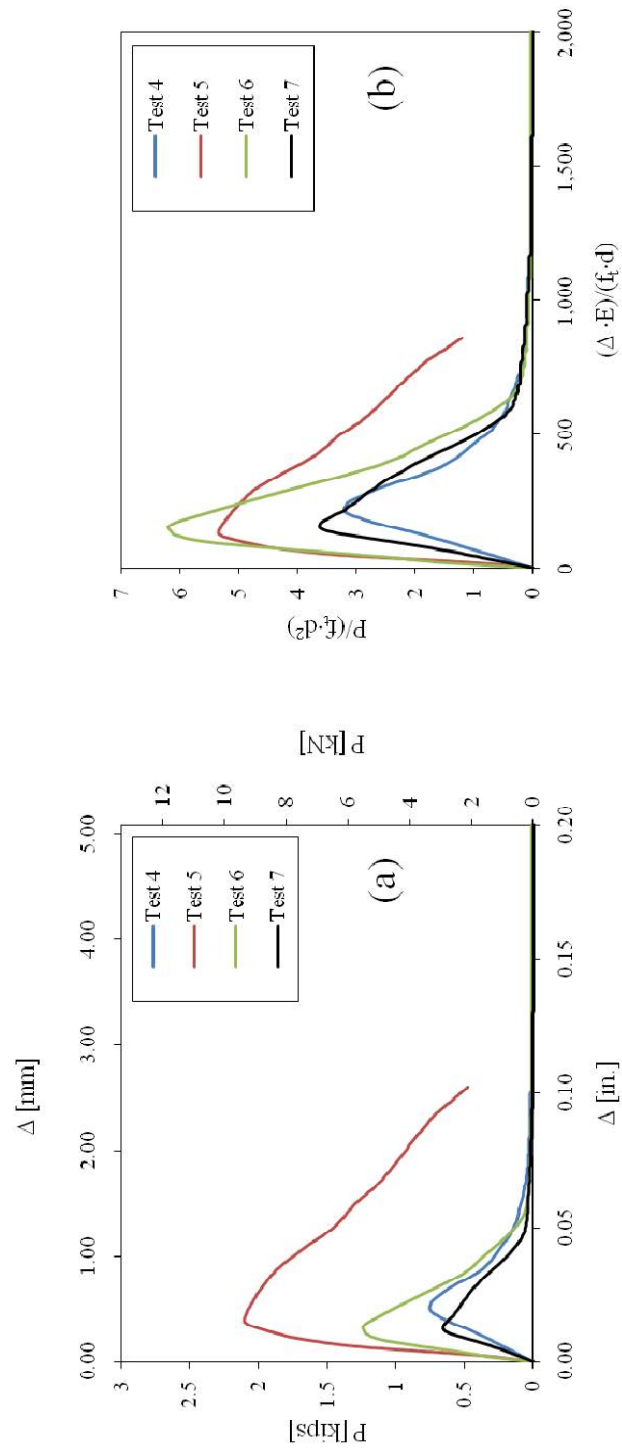 Δ [mm]
0.00 1.00 2.00 3.00 4.00 5.00
P [kips]
3
2.5
2
1.5
1
0.5
0
P [kN]
12
10
8
6
4
2
0
Test 4
Test 5
Test 6
Test 7
(a)
0.00 0.05 0.10 0.15 0.20
Δ [in.]
P/(fₜ·d²)
7
6
5
4
3
2
1
0
Test 4
Test 5
Test 6
Test 7
(b)
0 500 1.000 1.500 2.000
(Δ·E)/(fₜ·d)